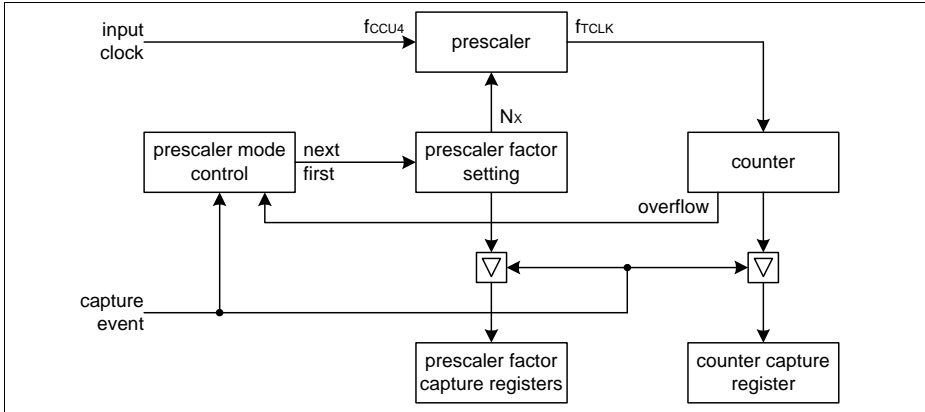 input
clock
fCCU4
prescaler
fTCLK
NX
prescaler mode
control
next
first
prescaler factor
setting
counter
overflow
capture
event
prescaler factor
capture registers
counter capture
register